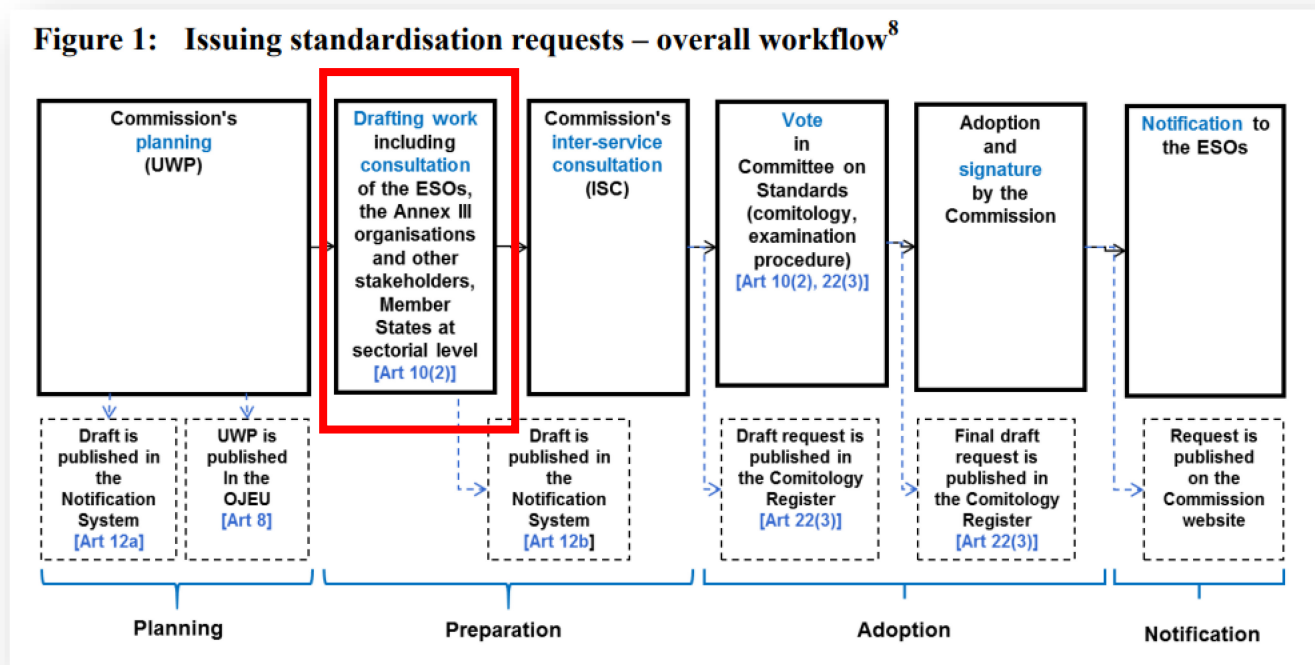 Figure 1: Issuing standardisation requests – overall workflow8
Commission's
planning
(UWP)
Drafting work
including
consultation
of the ESOs,
the Annex III
organisations
and other
stakeholders,
Member
States at
sectorial level
[Art 10(2)]
Commission's
inter-service
consultation
(ISC)
Vote
in
Committee on
Standards
(comitology,
examination
procedure)
[Art 10(2), 22(3)]
Adoption
and
signature
by the
Commission
Notification to
the ESOs
Draft is
published in
the
Notification
System
[Art 12a]
UWP is
published
In the
OJEU
[Art 8]
Draft is
published in
the
Notification
System
[Art 12b]
Draft request is
published in
the Comitology
Register
[Art 22(3)]
Final draft
request is
published in
the Comitology
Register
[Art 22(3)]
Request is
published
on the
Commission
website
Planning
Preparation
Adoption
Notification